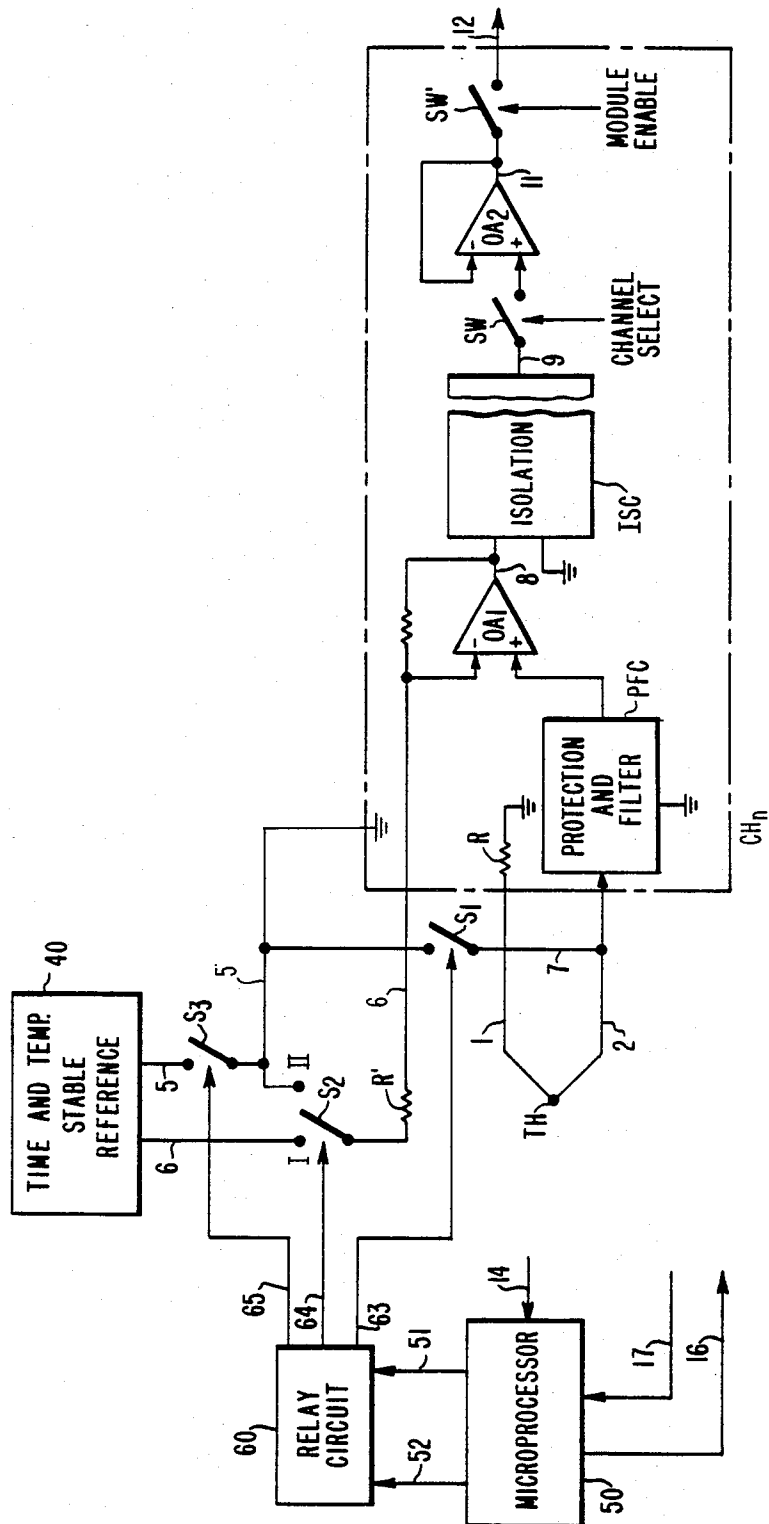 TIME AND TEMP.
STABLE
REFERENCE
40
5
S3
6
I
II
S2
5
R'
6
S1
7
65
64
63
60
RELAY
CIRCUIT
52
51
MICROPROCESSOR
50
14
17
16
TH
1
2
R
PROTECTION
AND
FILTER
PFC
CHn
-
+
OA1
8
ISOLATION
ISC
9
SW
CHANNEL
SELECT
-
+
OA2
11
SW'
MODULE
ENABLE
12